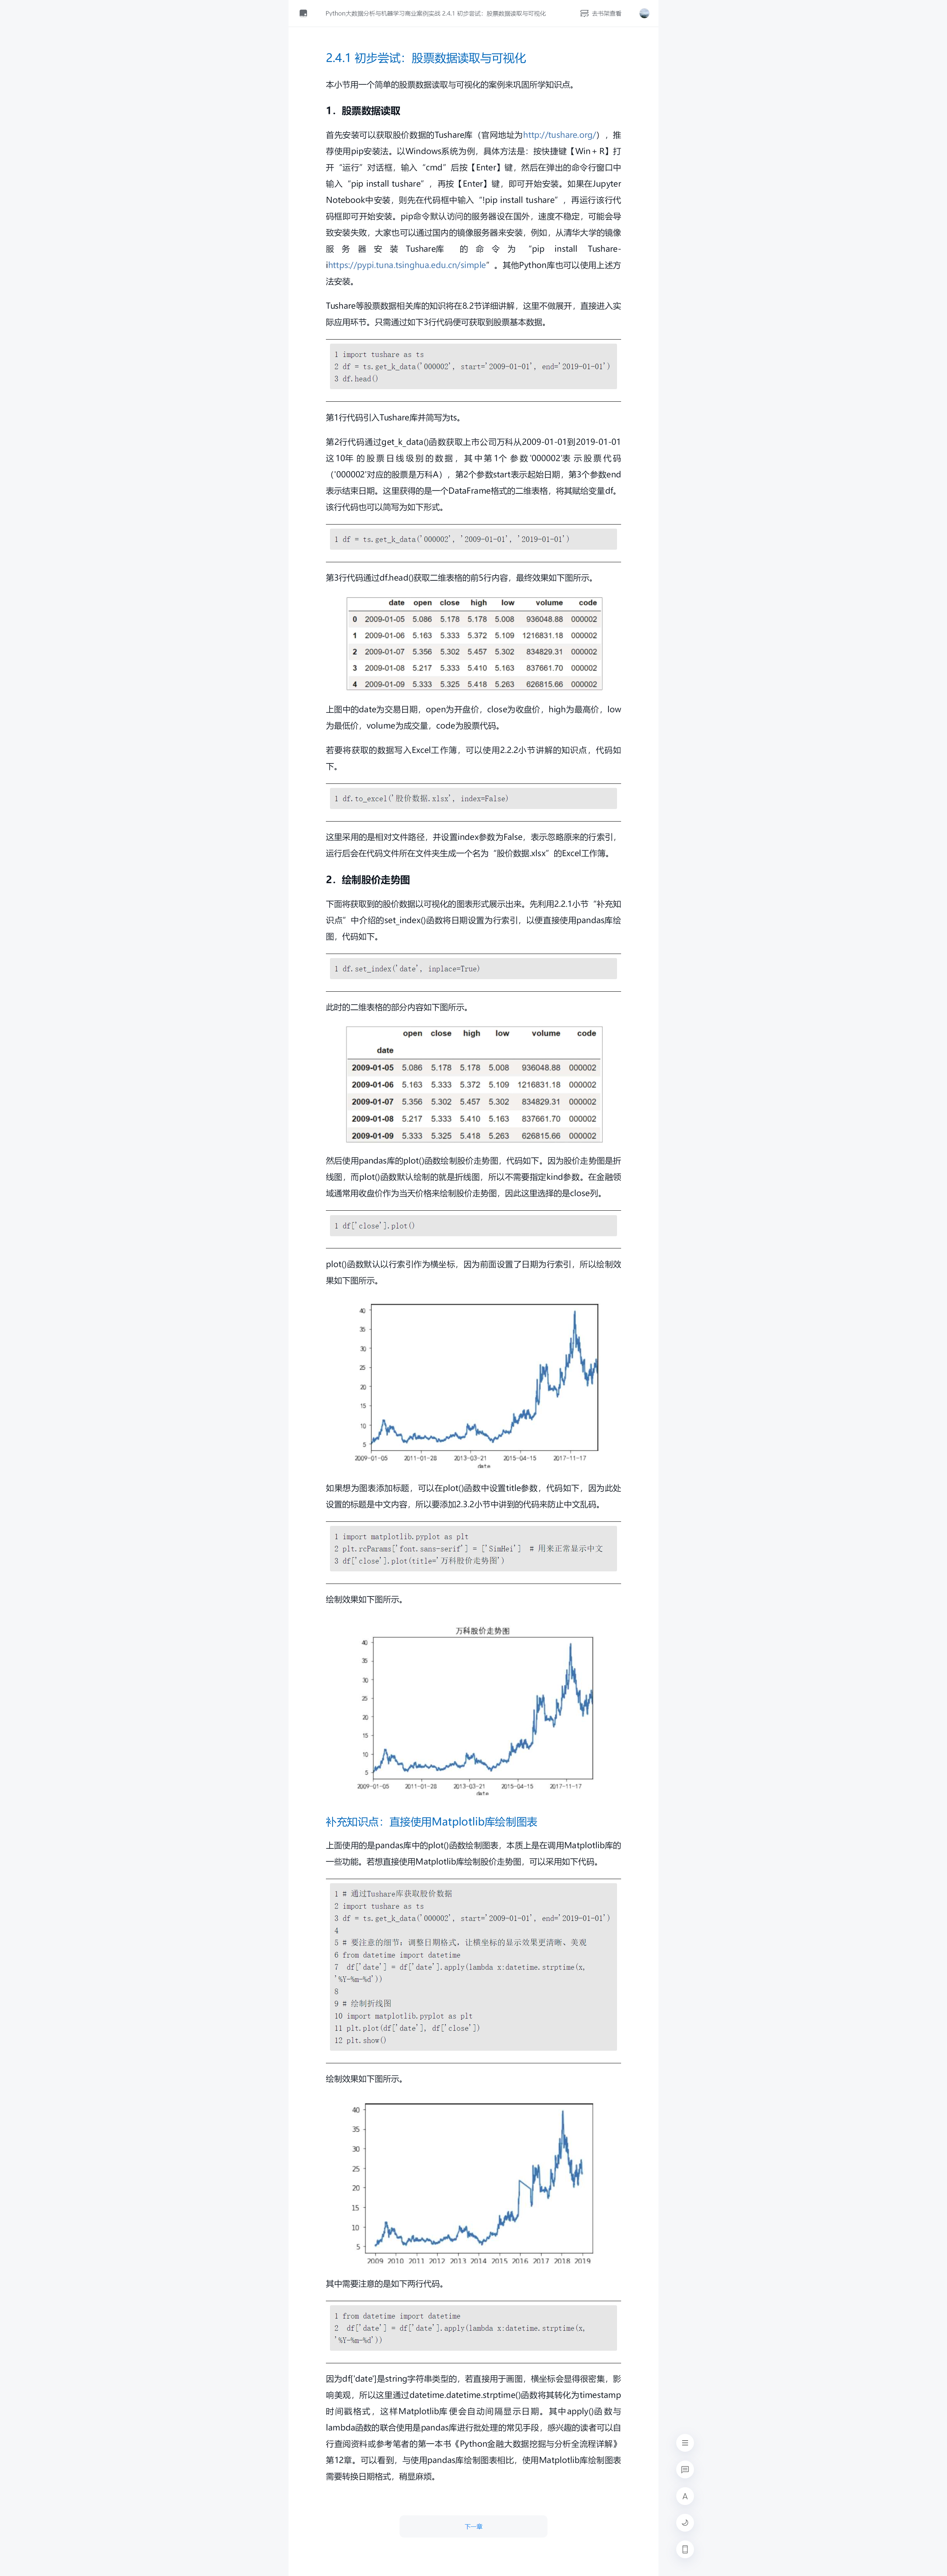 Python大数据分析与机器学习商业案例实战 2.4.1 初步尝试：股票数据读取与可视化
去书架查看
2.4.1 初步尝试：股票数据读取与可视化
本小节用一个简单的股票数据读取与可视化的案例来巩固所学知识点。
1．股票数据读取
首先安装可以获取股价数据的Tushare库（官网地址为http://tushare.org/），推
荐使用pip安装法。以Windows系统为例，具体方法是：按快捷键【Win＋R】打
开“运行”对话框，输入“cmd”后按【Enter】键，然后在弹出的命令行窗口中
输入“pip install tushare”，再按【Enter】键，即可开始安装。如果在Jupyter
Notebook中安装，则先在代码框中输入“!pip install tushare”，再运行该行代
码框即可开始安装。pip命令默认访问的服务器设在国外，速度不稳定，可能会导
致安装失败，大家也可以通过国内的镜像服务器来安装，例如，从清华大学的镜像
服务器安装Tushare库 的命令为“pip install Tushare-
ihttps://pypi.tuna.tsinghua.edu.cn/simple”。其他Python库也可以使用上述方
法安装。
Tushare等股票数据相关库的知识将在8.2节详细讲解，这里不做展开，直接进入实
际应用环节。只需通过如下3行代码便可获取到股票基本数据。
1 import tushare as ts
2 df = ts.get_k_data('000002', start='2009-01-01', end='2019-01-01')
3 df.head()
第1行代码引入Tushare库并简写为ts。
第2行代码通过get_k_data()函数获取上市公司万科从2009-01-01到2019-01-01
这10年的股票日线级别的数据，其中第1个参数'000002'表示股票代码
（'000002'对应的股票是万科A），第2个参数start表示起始日期，第3个参数end
表示结束日期。这里获得的是一个DataFrame格式的二维表格，将其赋给变量df。
该行代码也可以简写为如下形式。
1 df = ts.get_k_data('000002', '2009-01-01', '2019-01-01')
第3行代码通过df.head()获取二维表格的前5行内容，最终效果如下图所示。
date open close high low volume code
0 2009-01-05 5.086 5.178 5.178 5.008 936048.88 000002
1 2009-01-06 5.163 5.333 5.372 5.109 1216831.18 000002
2 2009-01-07 5.356 5.302 5.457 5.302 834829.31 000002
3 2009-01-08 5.217 5.333 5.410 5.163 837661.70 000002
4 2009-01-09 5.333 5.325 5.418 5.263 626815.66 000002
上图中的date为交易日期，open为开盘价，close为收盘价，high为最高价，low
为最低价，volume为成交量，code为股票代码。
若要将获取的数据写入Excel工作簿，可以使用2.2.2小节讲解的知识点，代码如
下。
1 df.to_excel('股价数据.xlsx', index=False)
这里采用的是相对文件路径，并设置index参数为False，表示忽略原来的行索引，
运行后会在代码文件所在文件夹生成一个名为“股价数据.xlsx”的Excel工作簿。
2．绘制股价走势图
下面将获取到的股价数据以可视化的图表形式展示出来。先利用2.2.1小节“补充知
识点”中介绍的set_index()函数将日期设置为行索引，以便直接使用pandas库绘
图，代码如下。
1 df.set_index('date', inplace=True)
此时的二维表格的部分内容如下图所示。
open close high low volume code
date
2009-01-05 5.086 5.178 5.178 5.008 936048.88 000002
2009-01-06 5.163 5.333 5.372 5.109 1216831.18 000002
2009-01-07 5.356 5.302 5.457 5.302 834829.31 000002
2009-01-08 5.217 5.333 5.410 5.163 837661.70 000002
2009-01-09 5.333 5.325 5.418 5.263 626815.66 000002
然后使用pandas库的plot()函数绘制股价走势图，代码如下。因为股价走势图是折
线图，而plot()函数默认绘制的就是折线图，所以不需要指定kind参数。在金融领
域通常用收盘价作为当天价格来绘制股价走势图，因此这里选择的是close列。
1 df['close'].plot()
plot()函数默认以行索引作为横坐标，因为前面设置了日期为行索引，所以绘制效
果如下图所示。
40
35
30
25
20
15
10
5
2009-01-05 2011-01-28 2013-03-21 2015-04-15 2017-11-17
date
如果想为图表添加标题，可以在plot()函数中设置title参数，代码如下，因为此处
设置的标题是中文内容，所以要添加2.3.2小节中讲到的代码来防止中文乱码。
1 import matplotlib.pyplot as plt
2 plt.rcParams['font.sans-serif'] = ['SimHei'] # 用来正常显示中文
3 df['close'].plot(title='万科股价走势图')
绘制效果如下图所示。
万科股价走势图
40
35
30
25
20
15
10
5
2009-01-05 2011-01-28 2013-03-21 2015-04-15 2017-11-17
date
补充知识点：直接使用Matplotlib库绘制图表
上面使用的是pandas库中的plot()函数绘制图表，本质上是在调用Matplotlib库的
一些功能。若想直接使用Matplotlib库绘制股价走势图，可以采用如下代码。
1 # 通过Tushare库获取股价数据
2 import tushare as ts
3 df = ts.get_k_data('000002', start='2009-01-01', end='2019-01-01')
4
5 # 要注意的细节：调整日期格式，让横坐标的显示效果更清晰、美观
6 from datetime import datetime
7 df['date'] = df['date'].apply(lambda x:datetime.strptime(x,
'%Y-%m-%d'))
8
9 # 绘制折线图
10 import matplotlib.pyplot as plt
11 plt.plot(df['date'], df['close'])
12 plt.show()
绘制效果如下图所示。
40
35
30
25
20
15
10
5
2009 2010 2011 2012 2013 2014 2015 2016 2017 2018 2019
其中需要注意的是如下两行代码。
1 from datetime import datetime
2 df['date'] = df['date'].apply(lambda x:datetime.strptime(x,
'%Y-%m-%d'))
因为df['date']是string字符串类型的，若直接用于画图，横坐标会显得很密集，影
响美观，所以这里通过datetime.datetime.strptime()函数将其转化为timestamp
时间戳格式，这样Matplotlib库便会自动间隔显示日期。其中apply()函数与
lambda函数的联合使用是pandas库进行批处理的常见手段，感兴趣的读者可以自
行查阅资料或参考笔者的第一本书《Python金融大数据挖掘与分析全流程详解》
第12章。可以看到，与使用pandas库绘制图表相比，使用Matplotlib库绘制图表
需要转换日期格式，稍显麻烦。
A
下一章